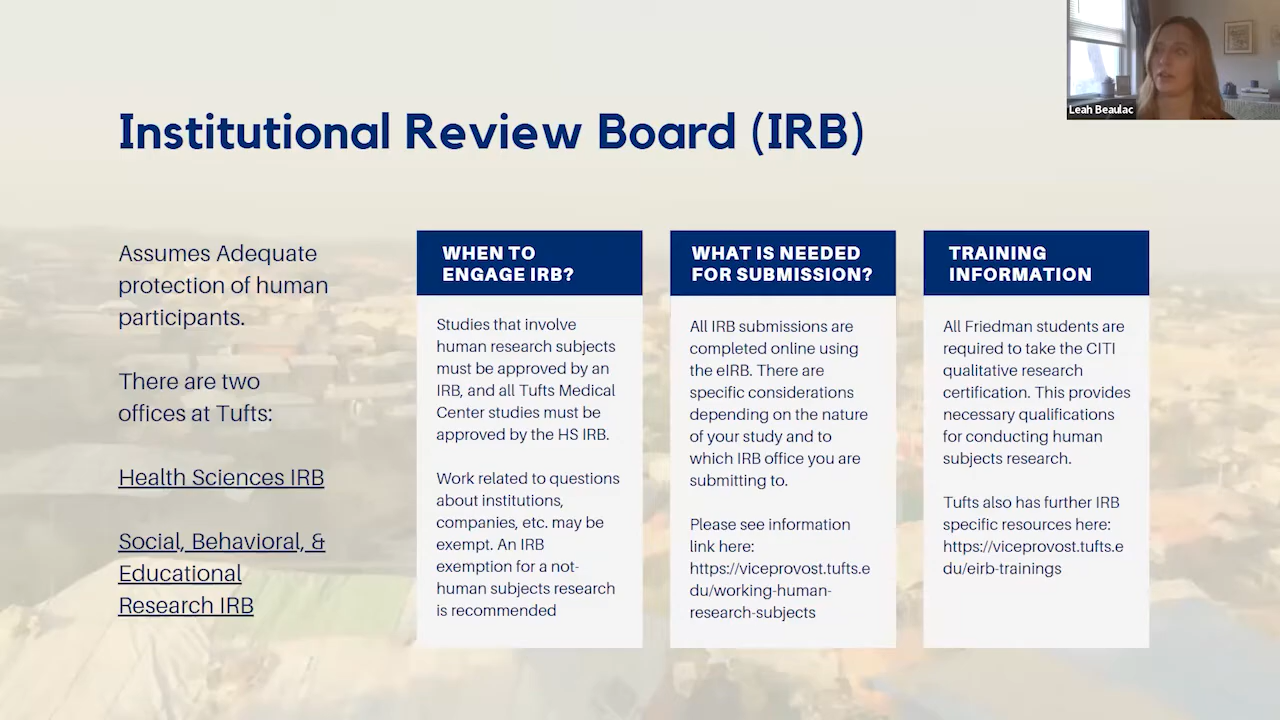 Leah Beaulac
Institutional Review Board (IRB)
Assumes Adequate
protection of human
participants.
There are two
offices at Tufts:
Health Sciences IRB
Social, Behavioral, &
Educational
Research IRB
WHEN TO
ENGAGE IRB?
Studies that involve
human research subjects
must be approved by an
IRB, and all Tufts Medical
Center studies must be
approved by the HS IRB.
Work related to questions
about institutions,
companies, etc. may be
exempt. An IRB
exemption for a not-
human subjects research
is recommended
WHAT IS NEEDED
FOR SUBMISSION?
All IRB submissions are
completed online using
the eIRB. There are
specific considerations
depending on the nature
of your study and to
which IRB office you are
submitting to.
Please see information
link here:
https://viceprovost.tufts.e
du/working-human-
research-subjects
TRAINING
INFORMATION
All Friedman students are
required to take the CITI
qualitative research
certification. This provides
necessary qualifications
for conducting human
subjects research.
Tufts also has further IRB
specific resources here:
https://viceprovost.tufts.e
du/eirb-trainings